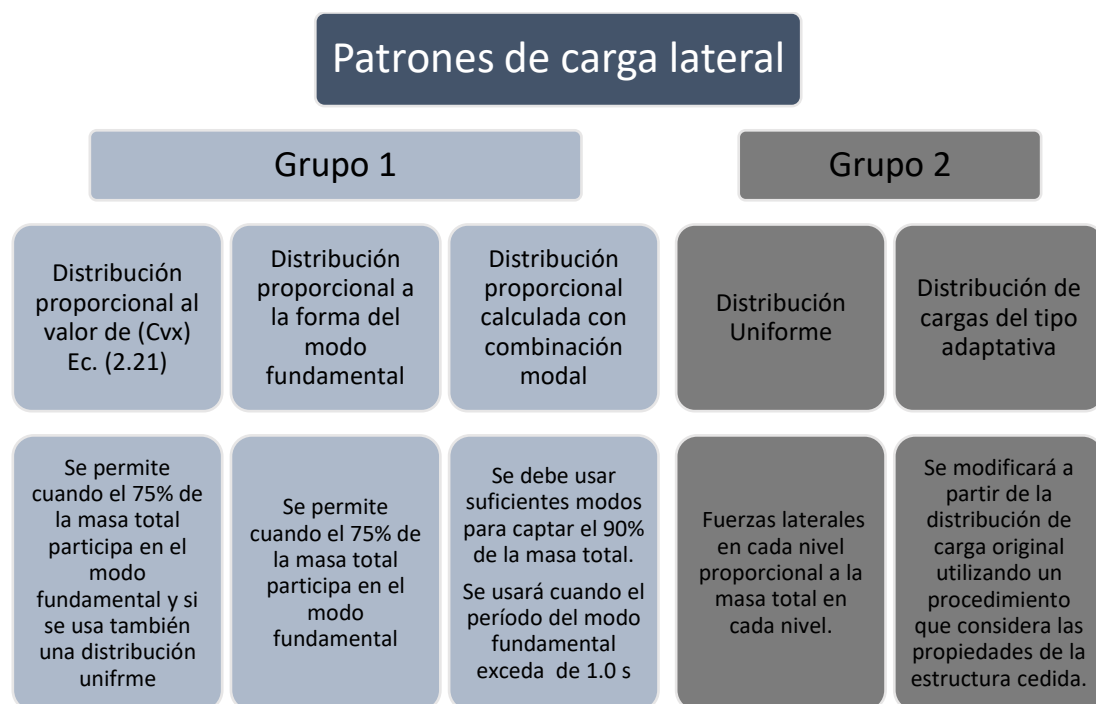 Patrones de carga lateral
Grupo 1
Grupo 2
Distribución
proporcional al
valor de (Cvx)
Ec. (2.21)
Distribución
proporcional a
la forma del
modo
fundamental
Distribución
proporcional
calculada con
combinación
modal
Distribución
Uniforme
Distribución de
cargas del tipo
adaptativa
Se permite
cuando el 75% de
la masa total
participa en el
modo
fundamental y si
se usa también
una distribución
unifrme
Se permite
cuando el 75% de
la masa total
participa en el
modo
fundamental
Se debe usar
suficientes modos
para captar el 90%
de la masa total.
Se usará cuando el
período del modo
fundamental
exceda de 1.0 s
Fuerzas laterales
en cada nivel
proporcional a la
masa total en
cada nivel.
Se modificará a
partir de la
distribución de
carga original
utilizando un
procedimiento
que considera las
propiedades de la
estructura cedida.